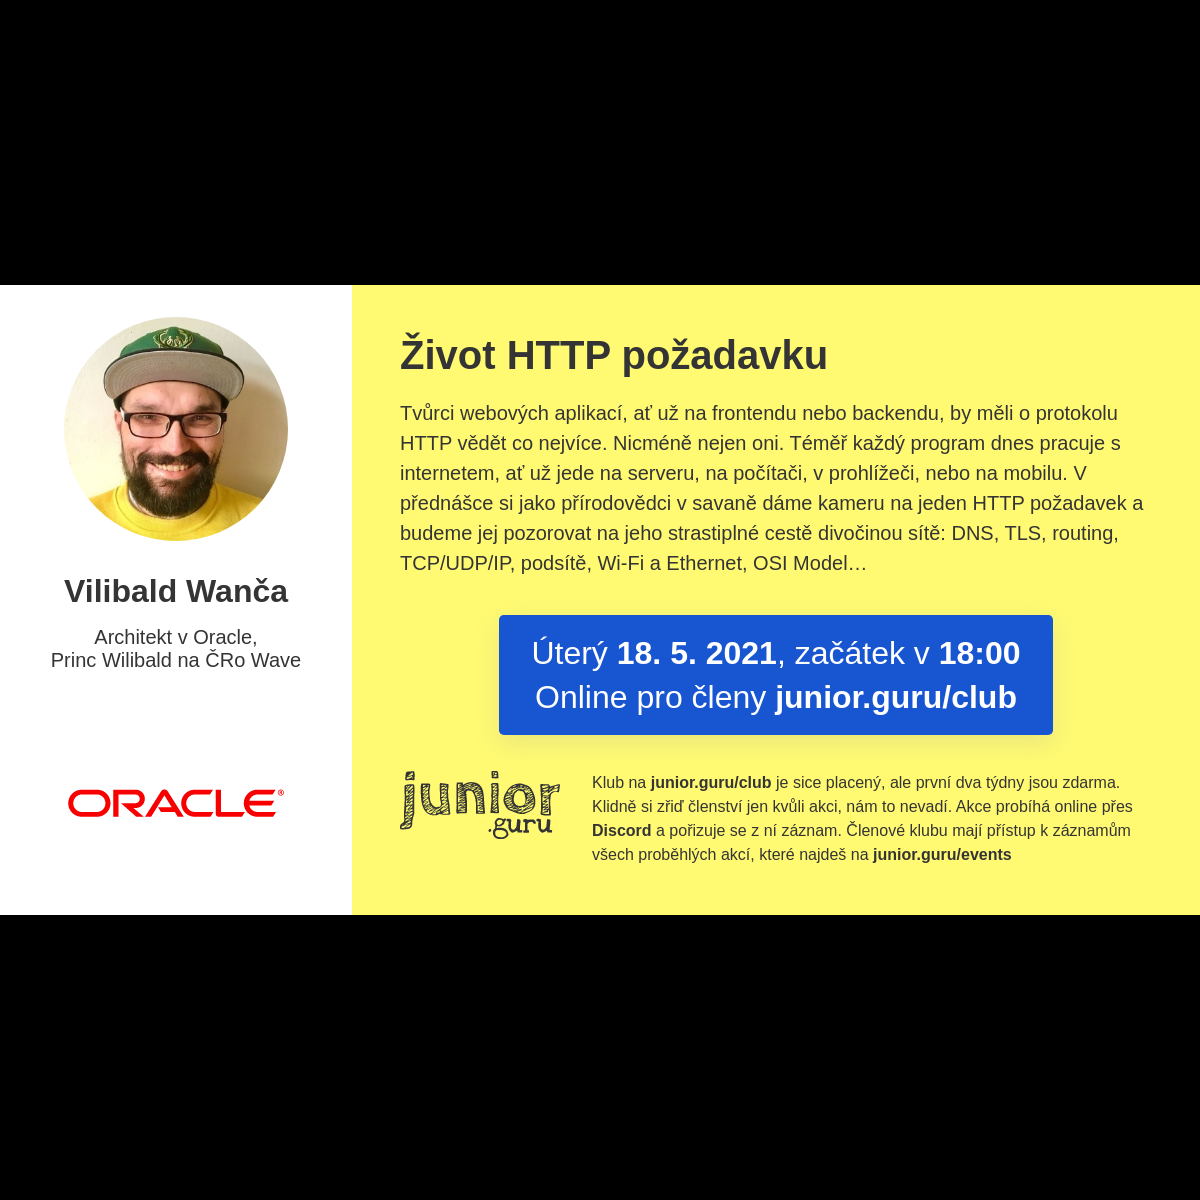 Život HTTP požadavku
Tvůrci webových aplikací, ať už na frontendu nebo backendu, by měli o protokolu
HTTP vědět co nejvíce. Nicméně nejen oni. Téměř každý program dnes pracuje s
internetem, ať už jede na serveru, na počítači, v prohlížeči, nebo na mobilu. V
přednášce si jako přírodovědci v savaně dáme kameru na jeden HTTP požadavek a
budeme jej pozorovat na jeho strastiplné cestě divočinou sítě: DNS, TLS, routing,
TCP/UDP/IP, podsítě, Wi-Fi a Ethernet, OSI Model…
Vilibald Wanča
Architekt v Oracle,
Princ Wilibald na ČRo Wave
ORACLE®
Úterý 18. 5. 2021, začátek v 18:00
Online pro členy junior.guru/club
junior
.guru
Klub na junior.guru/club je sice placený, ale první dva týdny jsou zdarma.
Klidně si zřiď členství jen kvůli akci, nám to nevadí. Akce probíhá online přes
Discord a pořizuje se z ní záznam. Členové klubu mají přístup k záznamům
všech proběhlých akcí, které najdeš na junior.guru/events